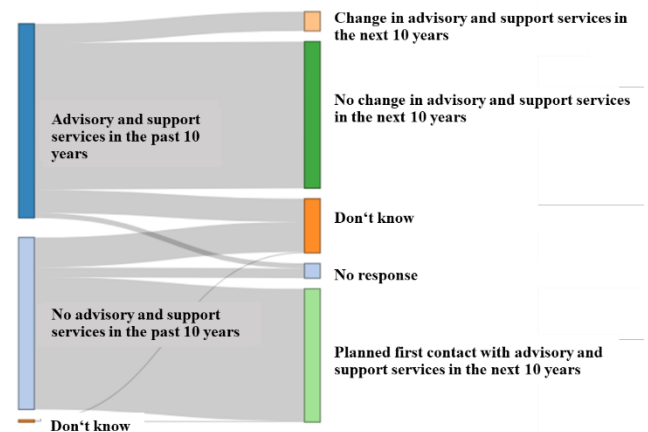 Change in advisory and support services in
the next 10 years
No change in advisory and support services
in the next 10 years
Advisory and support
services in the past 10
years
Don‘t know
No response
No advisory and support
services in the past 10 years
Planned first contact with advisory and
support services in the next 10 years
Don‘t know